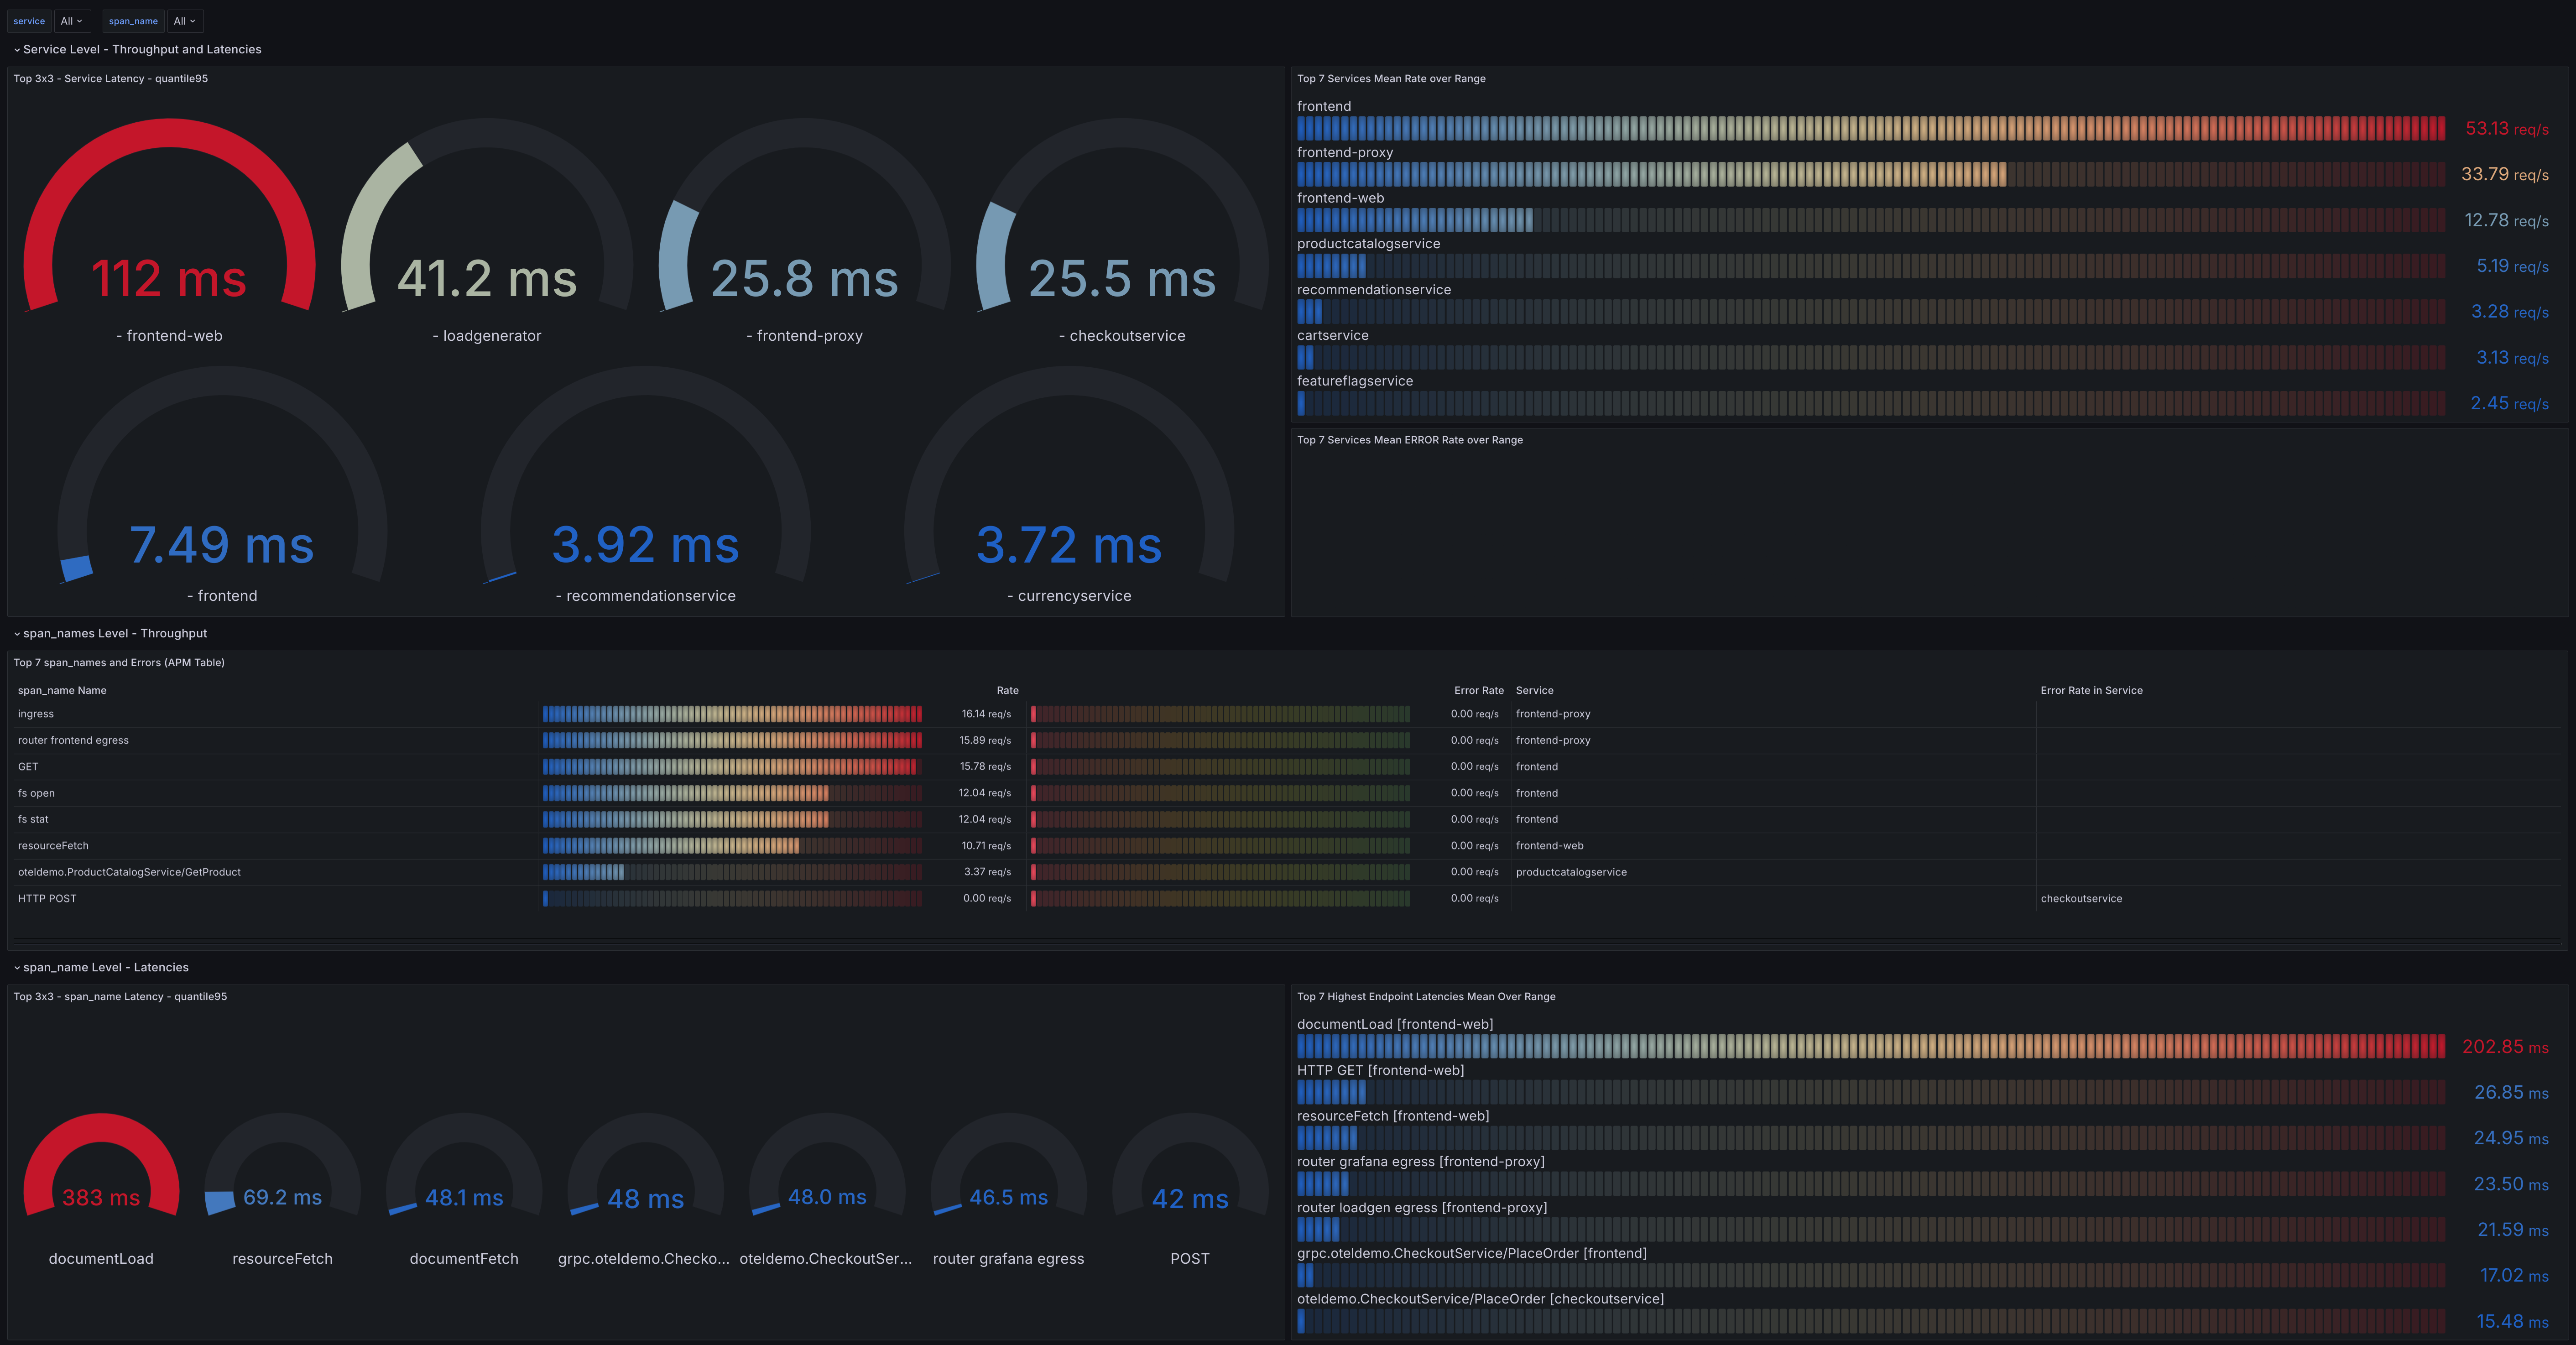 service All span_name All
Service Level - Throughput and Latencies
Top 3x3 - Service Latency - quantile95
112 ms
- frontend-web
41.2 ms
- loadgenerator
25.8 ms
- frontend-proxy
25.5 ms
- checkoutservice
7.49 ms
- frontend
3.92 ms
- recommendationservice
3.72 ms
- currencyservice
Top 7 Services Mean Rate over Range
frontend
53.13 req/s
frontend-proxy
33.79 req/s
frontend-web
12.78 req/s
productcatalogservice
5.19 req/s
recommendationservice
3.28 req/s
cartservice
3.13 req/s
featureflagservice
2.45 req/s
Top 7 Services Mean ERROR Rate over Range
span_names Level - Throughput
Top 7 span_names and Errors (APM Table)
span_name Name Rate Error Rate Service Error Rate in Service
ingress 16.14 req/s 0.00 req/s frontend-proxy
router frontend egress 15.89 req/s 0.00 req/s frontend-proxy
GET 15.78 req/s 0.00 req/s frontend
fs open 12.04 req/s 0.00 req/s frontend
fs stat 12.04 req/s 0.00 req/s frontend
resourceFetch 10.71 req/s 0.00 req/s frontend-web
oteldemo.ProductCatalogService/GetProduct 3.37 req/s 0.00 req/s productcatalogservice
HTTP POST 0.00 req/s 0.00 req/s checkoutservice
span_name Level - Latencies
Top 3x3 - span_name Latency - quantile95
383 ms
documentLoad
69.2 ms
resourceFetch
48.1 ms
documentFetch
48 ms
grpc.oteldemo.Checko...
48.0 ms
oteldemo.CheckoutSer...
46.5 ms
router grafana egress
42 ms
POST
Top 7 Highest Endpoint Latencies Mean Over Range
documentLoad [frontend-web]
202.85 ms
HTTP GET [frontend-web]
26.85 ms
resourceFetch [frontend-web]
24.95 ms
router grafana egress [frontend-proxy]
23.50 ms
router loadgen egress [frontend-proxy]
21.59 ms
grpc.oteldemo.CheckoutService/PlaceOrder [frontend]
17.02 ms
oteldemo.CheckoutService/PlaceOrder [checkoutservice]
15.48 ms